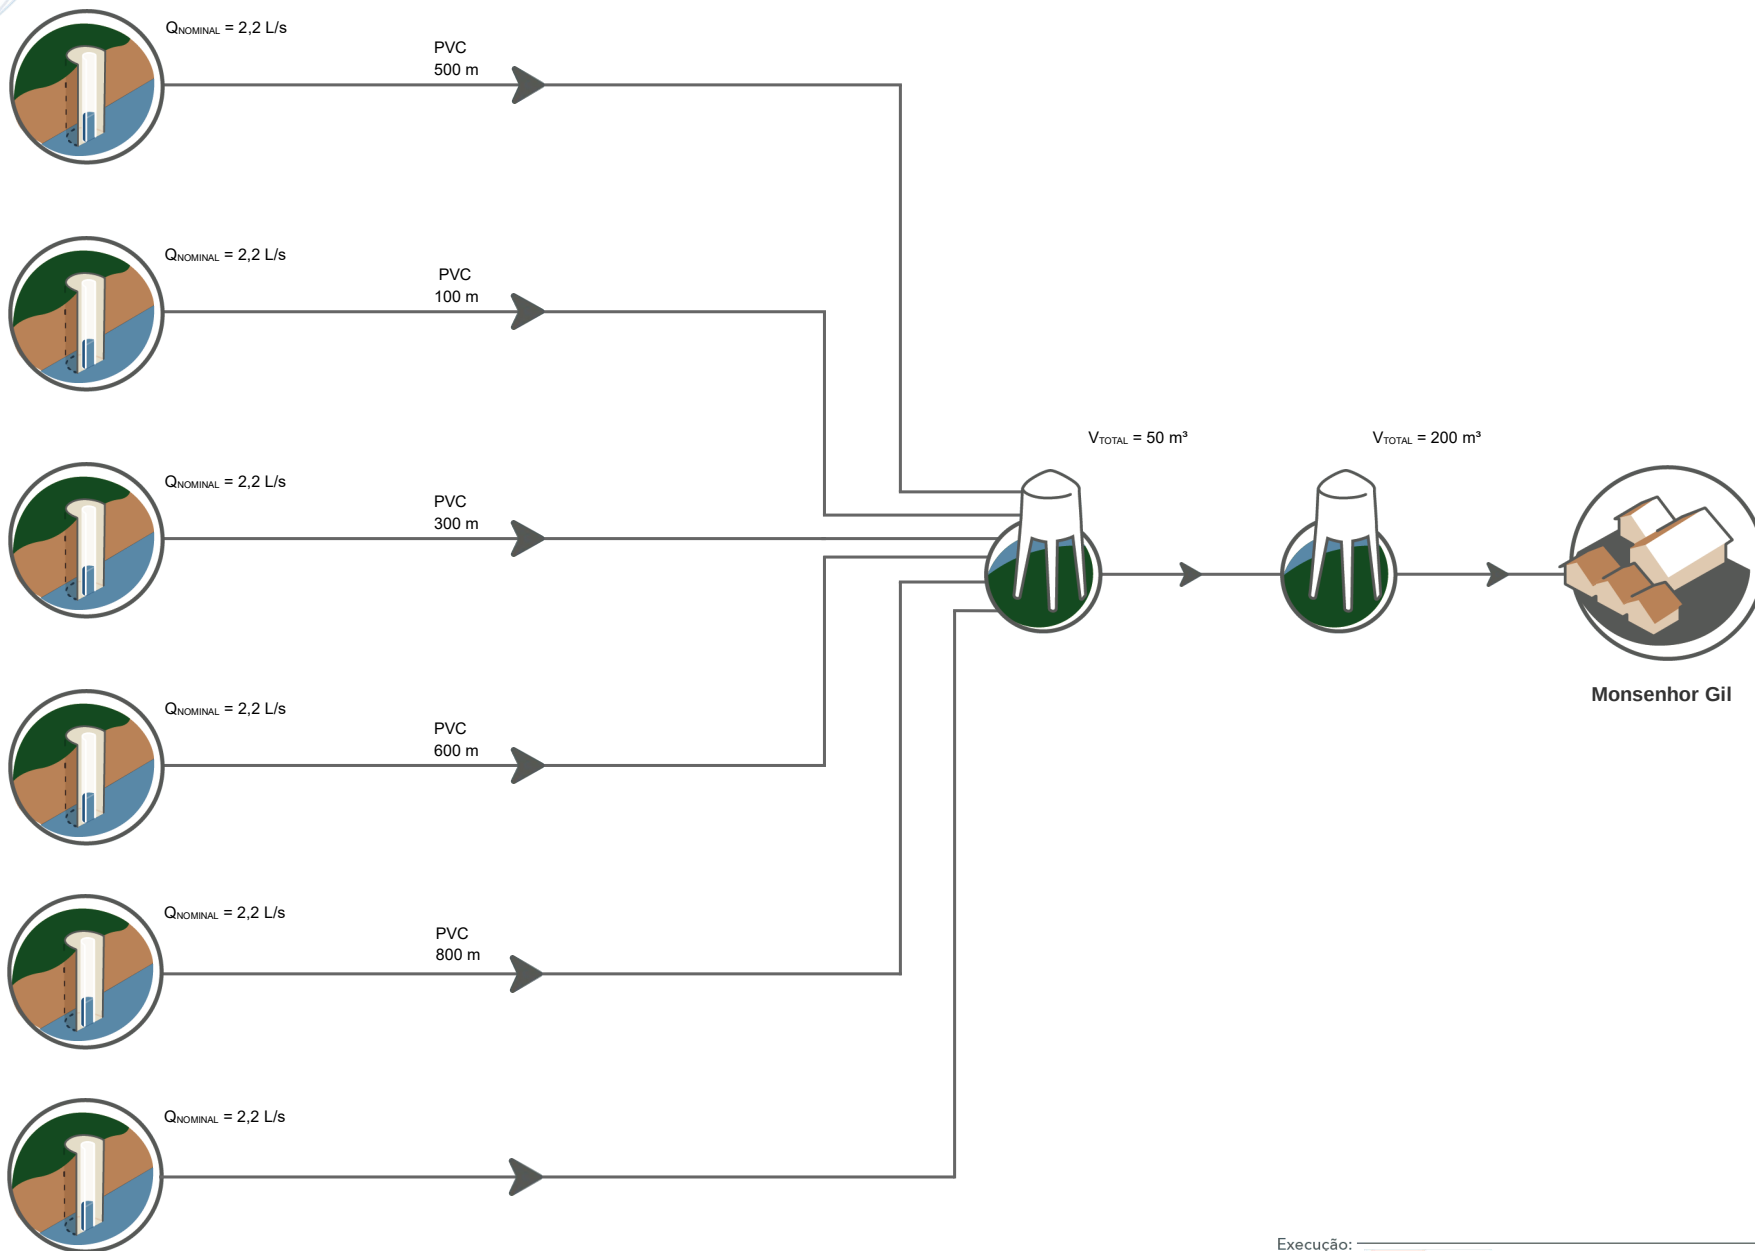 QNOMINAL = 2,2 L/s
PVC
500 m
QNOMINAL = 2,2 L/s
PVC
100 m
QNOMINAL = 2,2 L/s
PVC
300 m
VTOTAL = 50 m³
VTOTAL = 200 m³
Monsenhor Gil
QNOMINAL = 2,2 L/s
PVC
600 m
QNOMINAL = 2,2 L/s
PVC
800 m
QNOMINAL = 2,2 L/s
Execução: